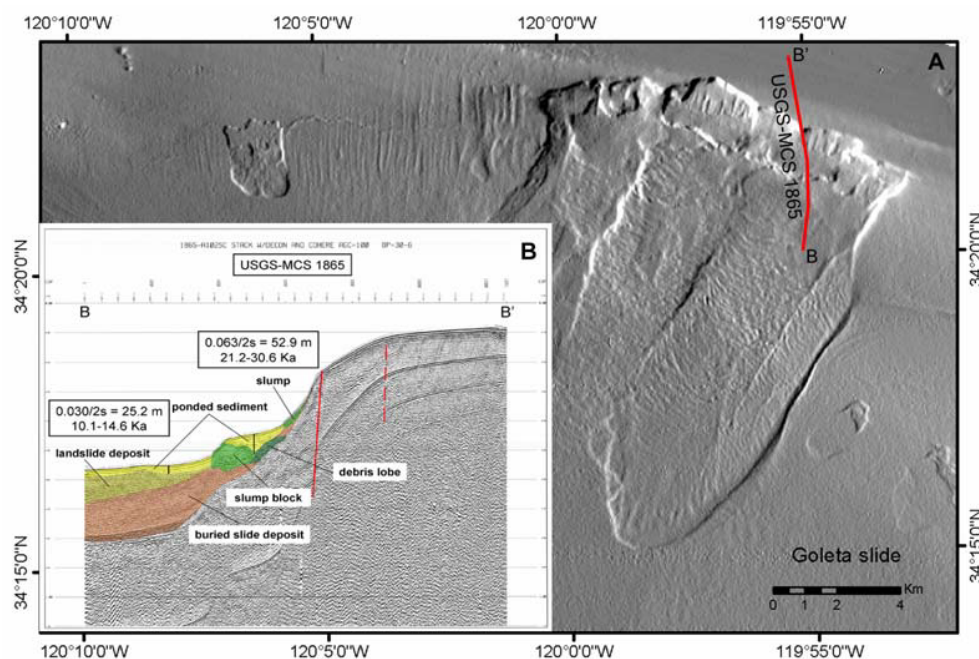 120°10'0"W 120°5'0"W 120°0'0"W 119°55'0"W
A
B'
USGS-MCS 1865
B
34°20'0"N
34°20'0"N
B
USGS-MCS 1865
B
B'
0.063/2s = 52.9 m
21.2-30.6 Ka
slump
0.030/2s = 25.2 m
10.1-14.6 Ka
ponded sediment
landslide deposit
debris lobe
slump block
buried slide deposit
34°15'0"N
34°15'0"N
Goleta slide
Km
0 1 2 4
120°10'0"W 120°5'0"W 120°0'0"W 119°55'0"W